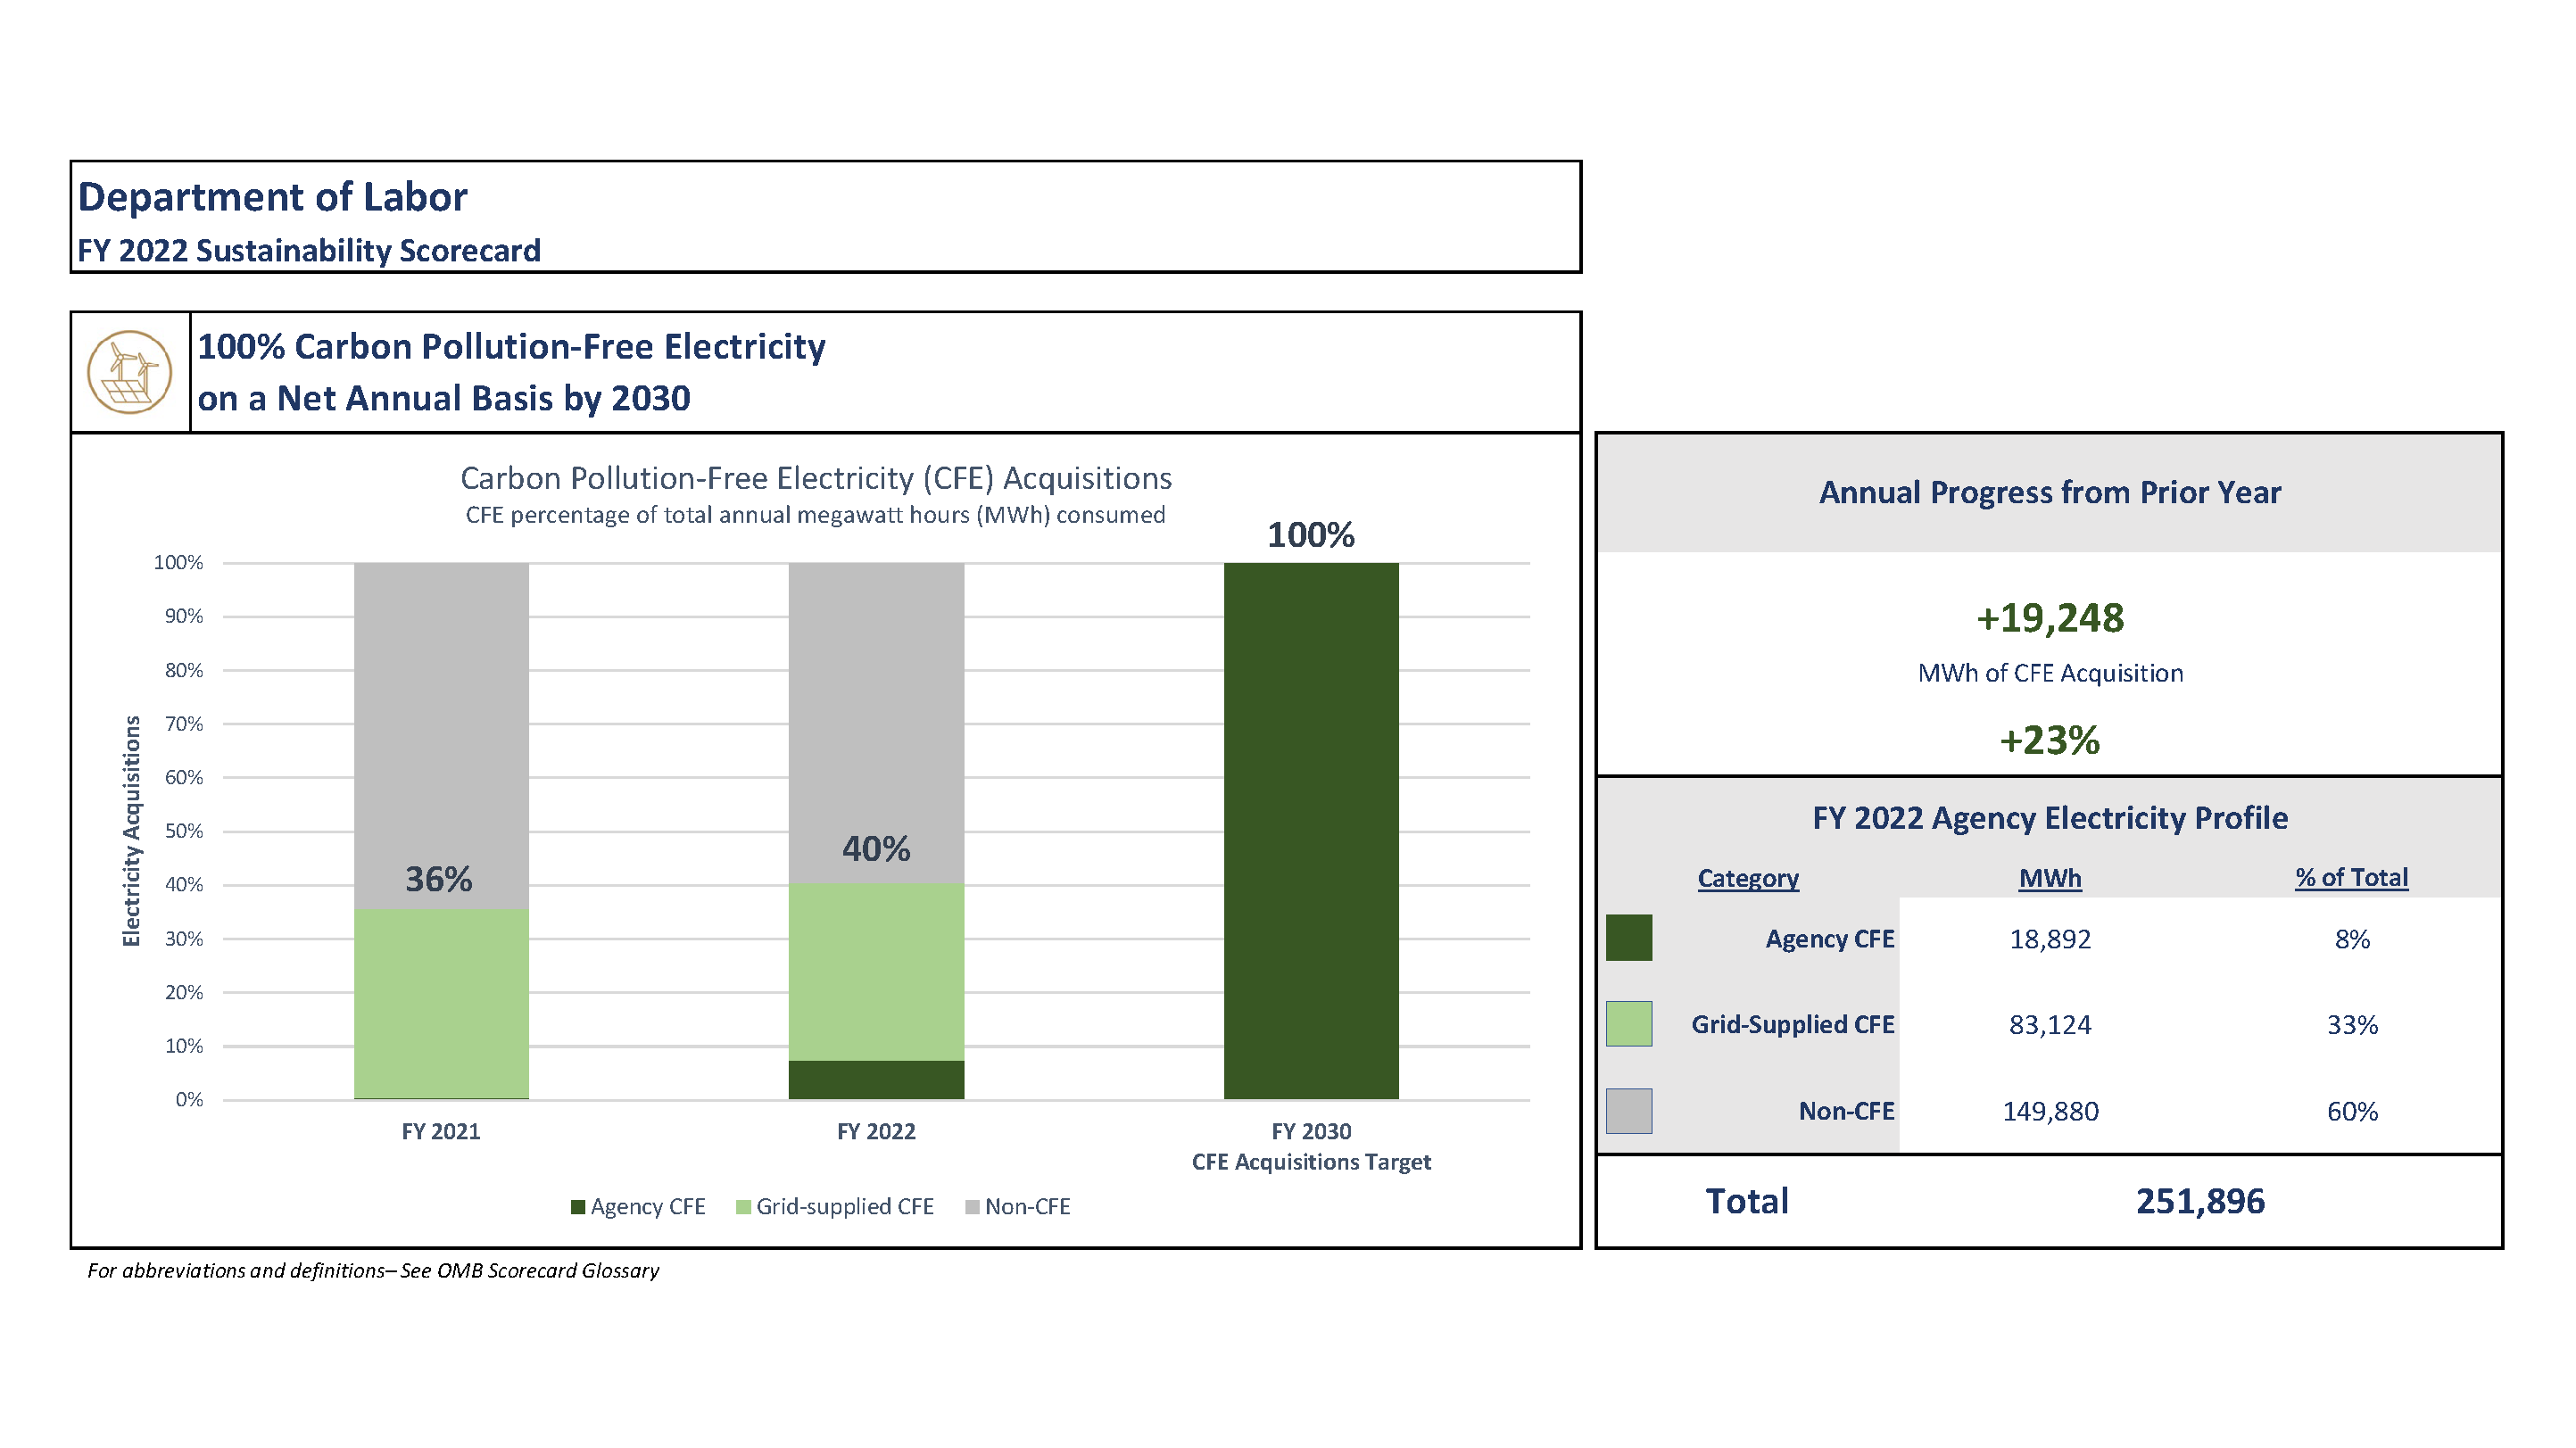 Department of Labor
FY 2022 Sustainability Scorecard
100% Carbon Pollution-Free Electricity
on a Net Annual Basis by 2030
Carbon Pollution-Free Electricity (CFE) Acquisitions
CFE percentage of total annual megawatt hours (MWh) consumed
100%
100%
90%
80%
70%
60%
50%
40%
30%
20%
10%
0%
Electricity Acquisitions
36%
40%
FY 2021
FY 2022
FY 2030
CFE Acquisitions Target
Agency CFE
Grid-supplied CFE
Non-CFE
Annual Progress from Prior Year
+19,248
MWh of CFE Acquisition
+23%
FY 2022 Agency Electricity Profile
Category MWh % of Total
Agency CFE 18,892 8%
Grid-Supplied CFE 83,124 33%
Non-CFE 149,880 60%
Total 251,896
For abbreviations and definitions– See OMB Scorecard Glossary